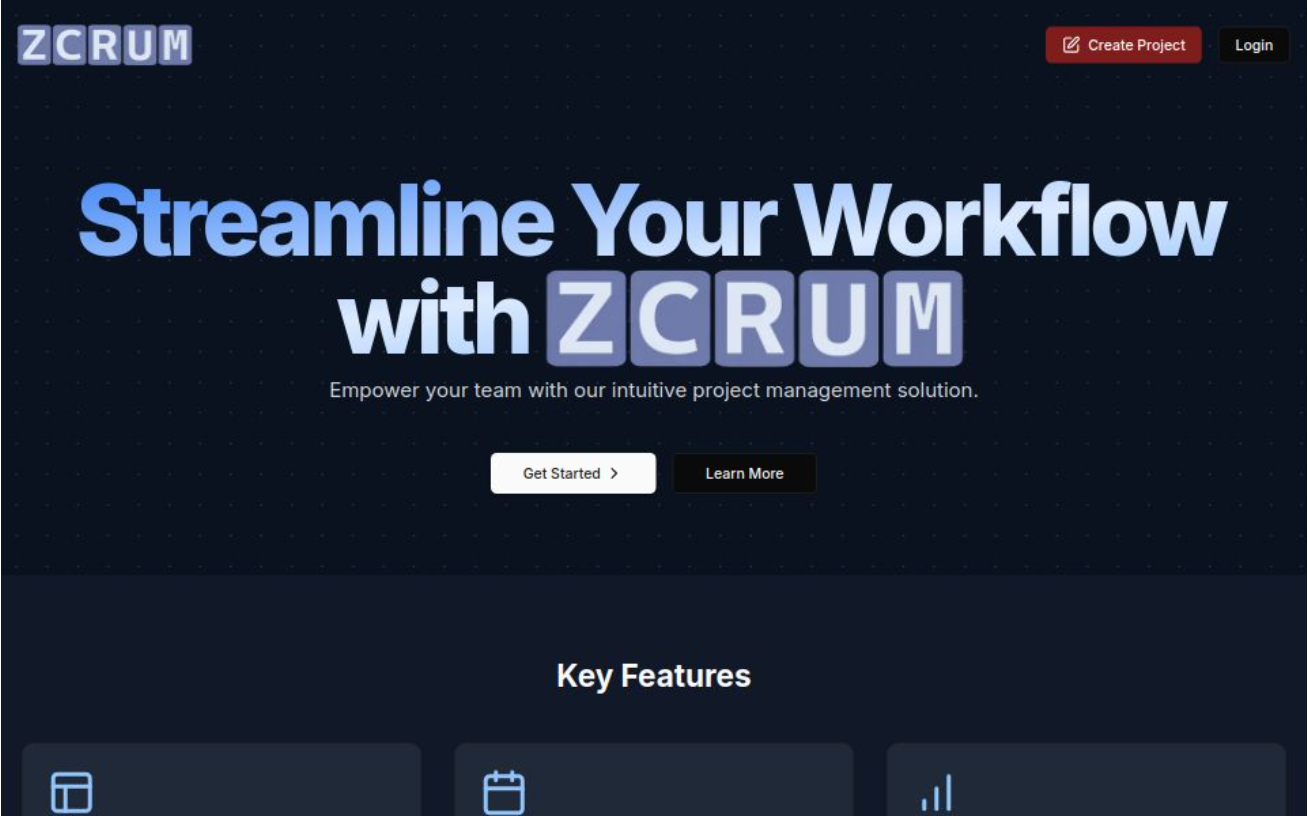 ZCRUM
Create Project
Login
Streamline Your Workflow
with ZCRUM
Empower your team with our intuitive project management solution.
Get Started
Learn More
Key Features